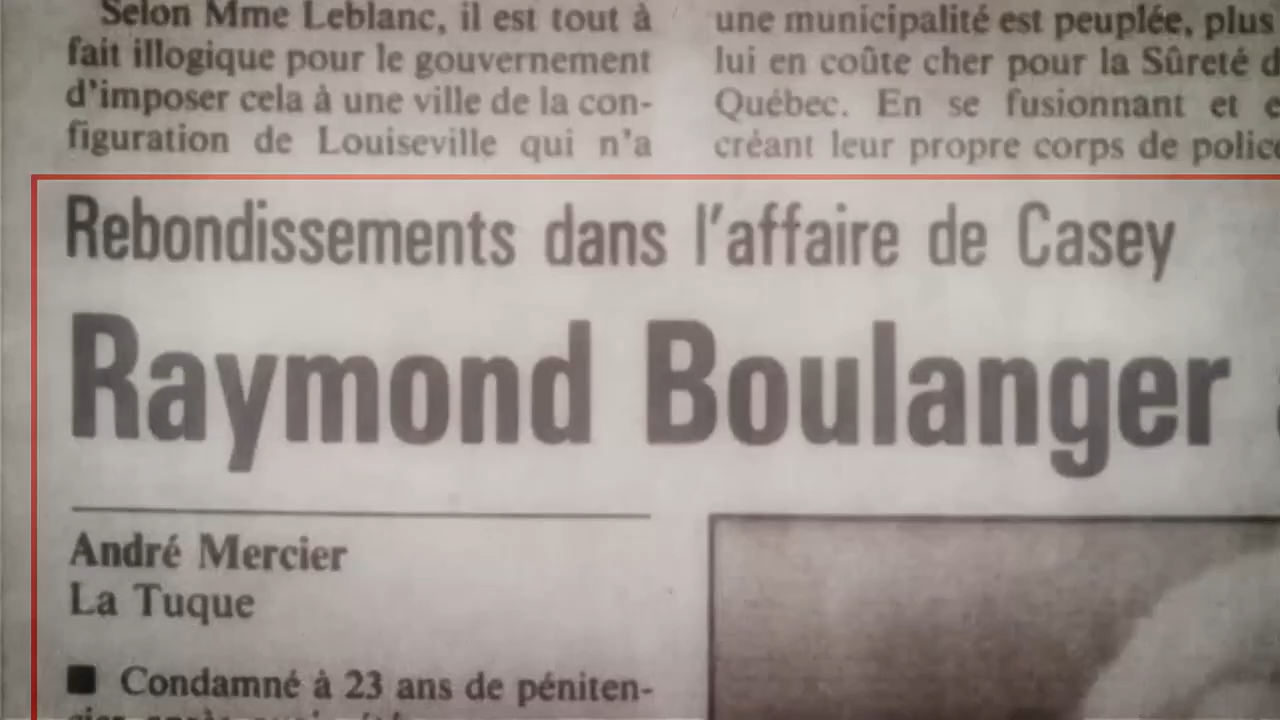 Selon Mme Leblanc, il est tout à
fait illogique pour le gouvernement
d'imposer cela à une ville de la con-
figuration de Louiseville qui n'a
une municipalité est peuplée, plus
lui en coûte cher pour la Sûreté d
Québec. En se fusionnant et e
créant leur propre corps de police
Rebondissements dans l'affaire de Casey
Raymond Boulanger
André Mercier
La Tuque
■ Condamné à 23 ans de péniten-